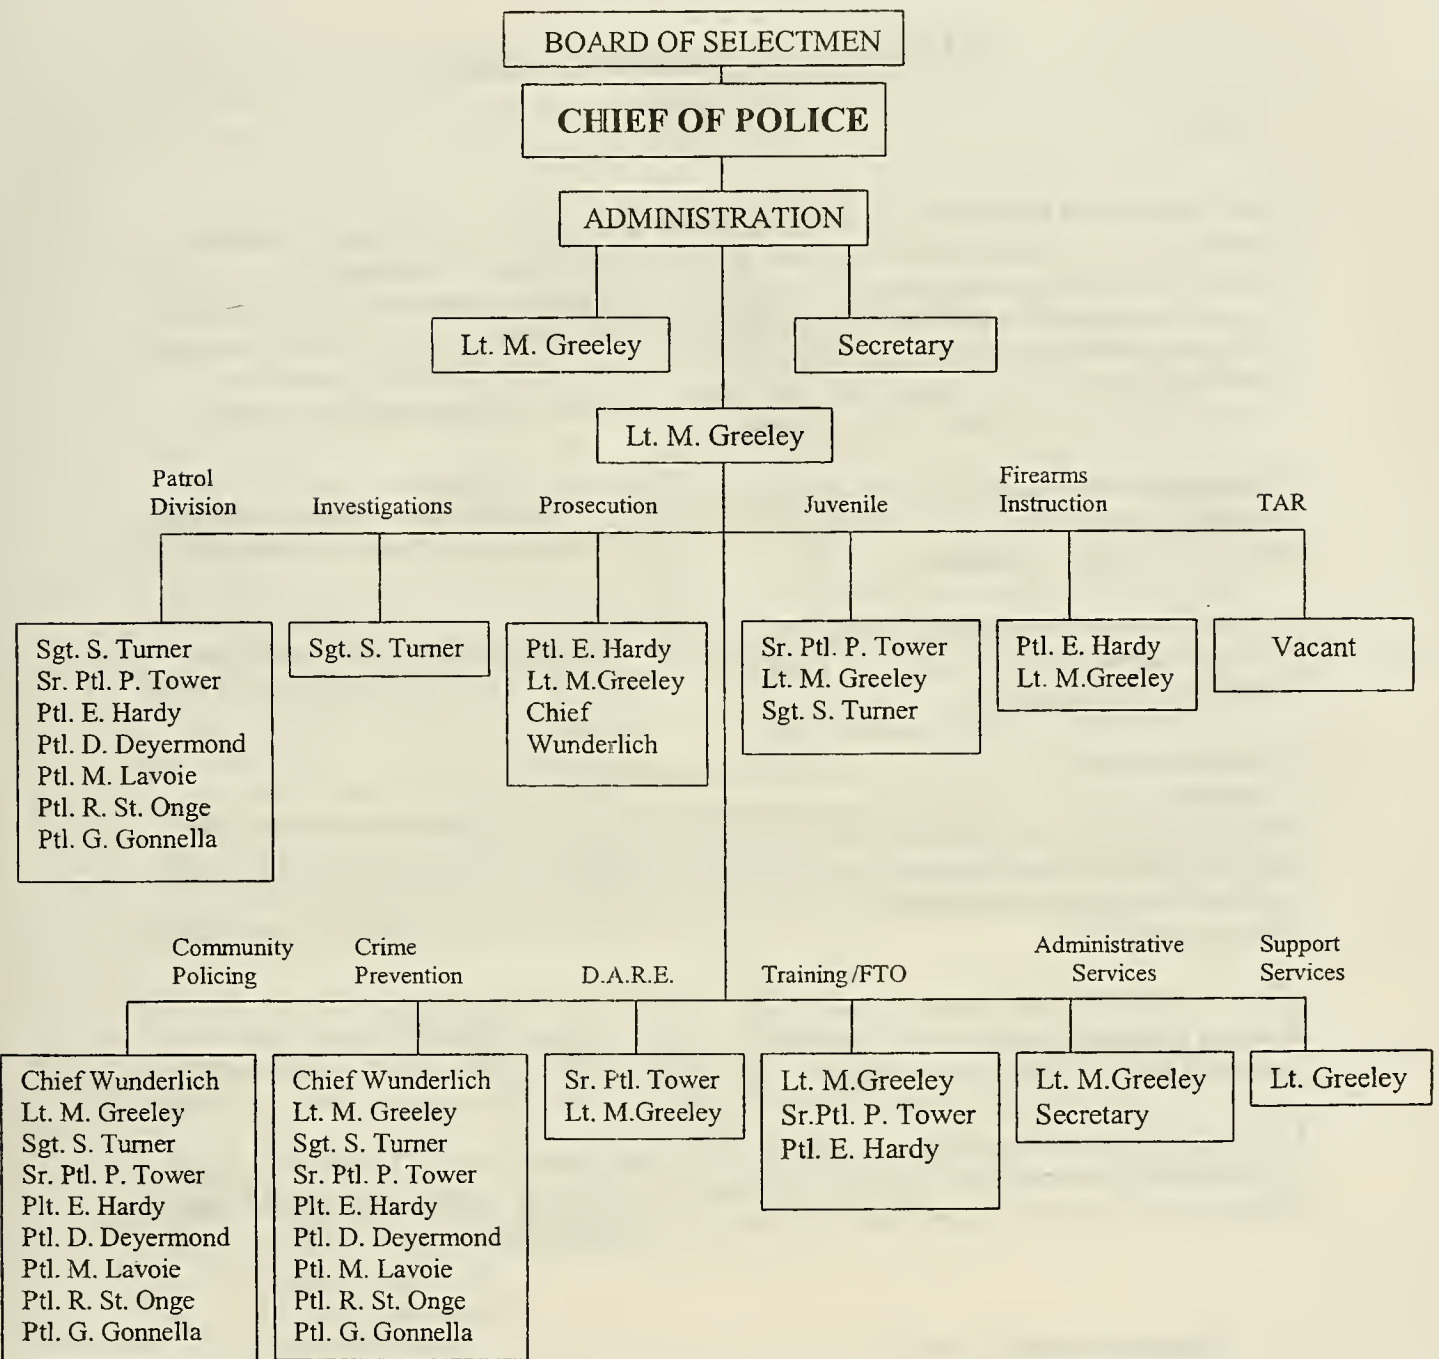 BOARD OF SELECTMEN
CHIEF OF POLICE
ADMINISTRATION
Lt. M. Greeley
Secretary
Lt. M. Greeley
Patrol
Division
Investigations
Prosecution
Juvenile
Firearms
Instruction
TAR
Sgt. S. Turner
Sr. Ptl. P. Tower
Ptl. E. Hardy
Ptl. D. Deyermond
Ptl. M. Lavoie
Ptl. R. St. Onge
Ptl. G. Gonnella
Sgt. S. Turner
Ptl. E. Hardy
Lt. M.Greeley
Chief
Wunderlich
Sr. Ptl. P. Tower
Lt. M. Greeley
Sgt. S. Turner
Ptl. E. Hardy
Lt. M.Greeley
Vacant
Community
Policing
Crime
Prevention
D.A.R.E.
Training/FTO
Administrative
Services
Support
Services
Chief Wunderlich
Lt. M. Greeley
Sgt. S. Turner
Sr. Ptl. P. Tower
Plt. E. Hardy
Ptl. D. Deyermond
Ptl. M. Lavoie
Ptl. R. St. Onge
Ptl. G. Gonnella
Chief Wunderlich
Lt. M. Greeley
Sgt. S. Turner
Sr. Ptl. P. Tower
Plt. E. Hardy
Ptl. D. Deyermond
Ptl. M. Lavoie
Ptl. R. St. Onge
Ptl. G. Gonnella
Sr. Ptl. Tower
Lt. M.Greeley
Lt. M.Greeley
Sr.Ptl. P. Tower
Ptl. E. Hardy
Lt. M.Greeley
Secretary
Lt. Greeley